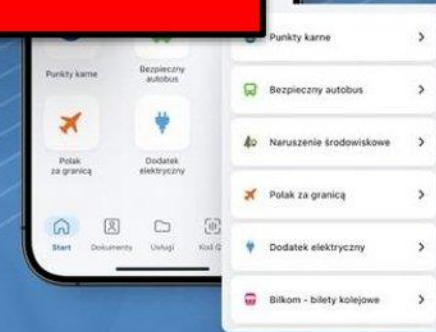 Punkty karne
Bezpieczny
autobus
Polak
za granicą
Dodatek
elektryczny
Start
Dokumenty
Usługi
Kod Q
Punkty karne
Bezpieczny autobus
Naruszenie środowiskowe
Polak za granicą
Dodatek elektryczny
Bilkom - bilety kolejowe